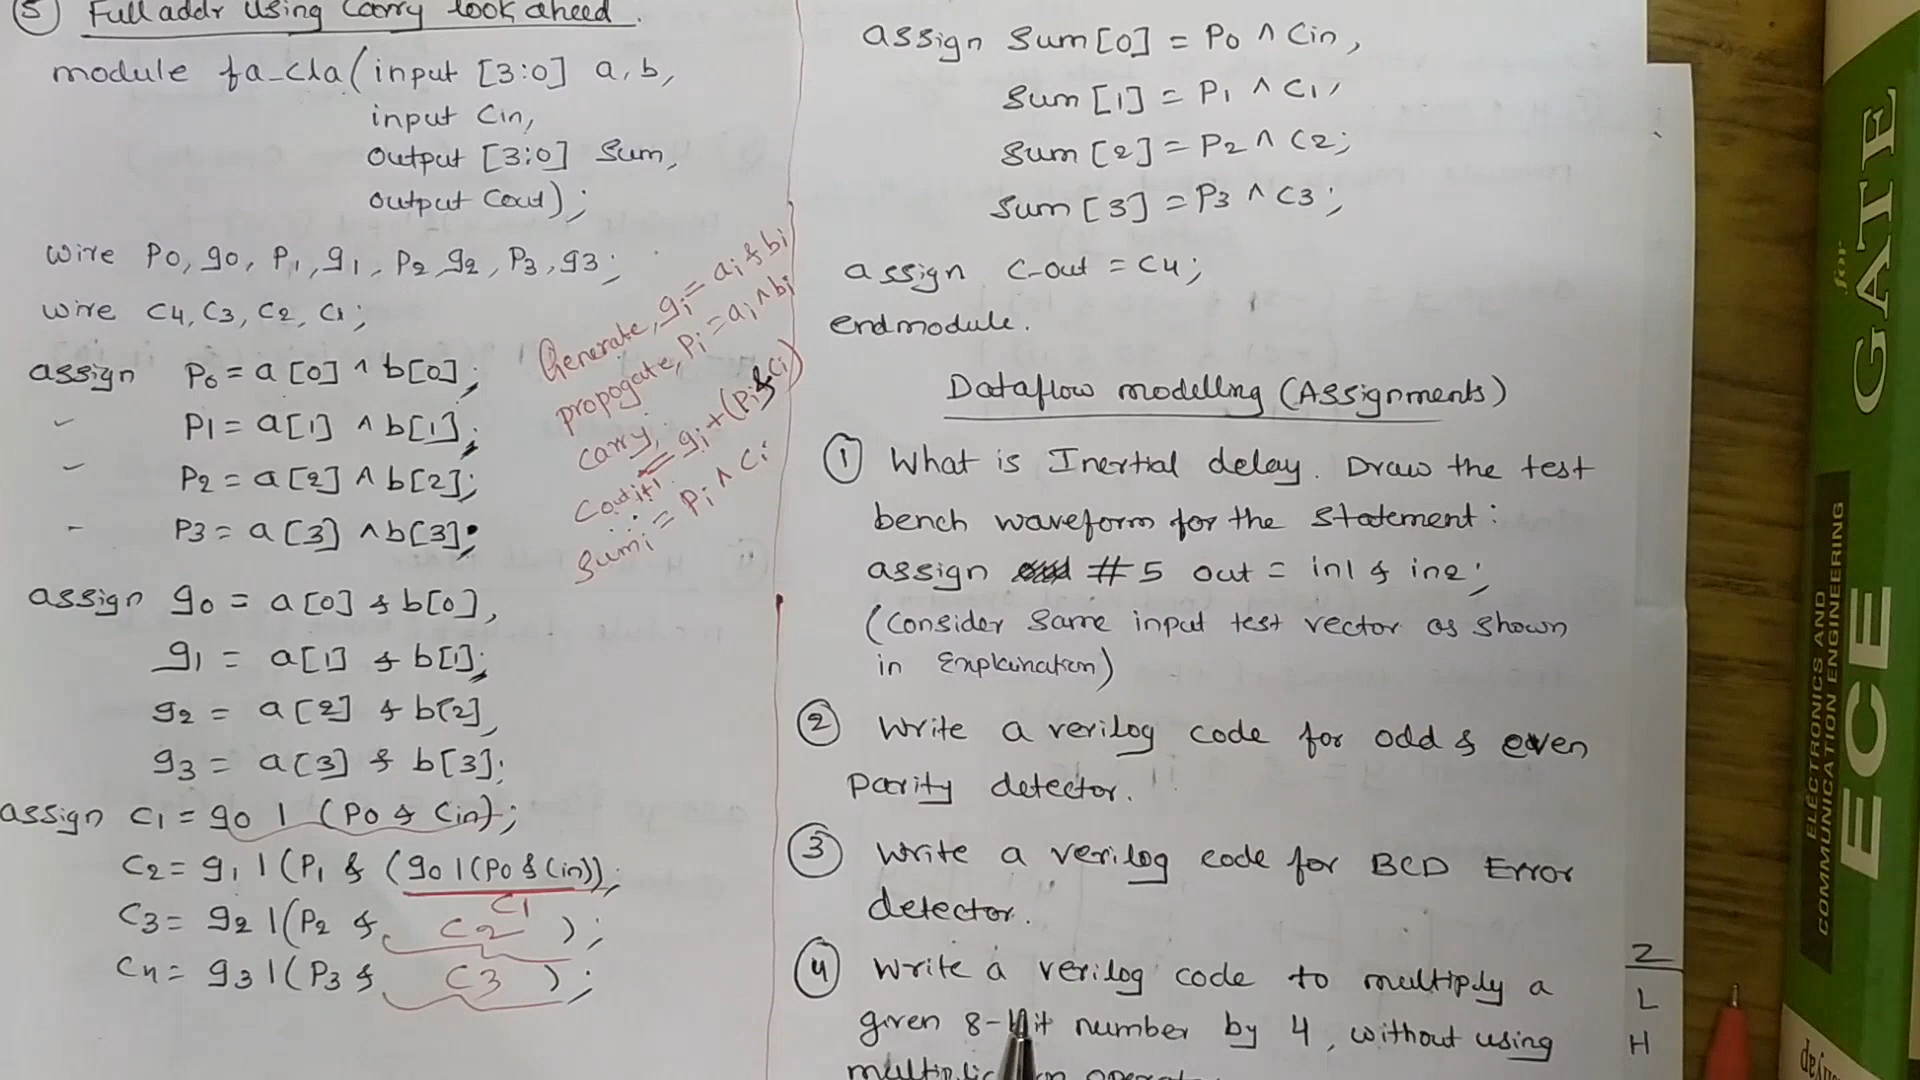 5 Full addr using Carry look ahead.
module fa_cla(input [3:0] a, b,
input Cin,
output [3:0] Sum,
output Cout);
wire P0, g0, P1, g1, P2 g2, P3, g3;
wire C4, C3, C2, C1;
assign P0 = a [0] ^ b[0];
" P1 = a[1] ^ b[1];
" P2 = a[2] ^ b[2];
" P3 = a[3] ^ b[3];
assign g0 = a[0] & b[0],
g1 = a[1] & b[1];
g2 = a[2] & b[2],
g3 = a[3] & b[3];
assign C1 = g0 | (P0 & Cin);
C2 = g1 | (P1 & (g0 | (P0 & Cin));
C1
C3 = g2 | (P2 & C2 );
C4 = g3 | (P3 & C3 );
Generate, gi = ai & bi
propogate, Pi = ai ^ bi
carry,
Couti+1 = gi + (Pi & Ci)
Sumi = Pi ^ Ci
assign Sum[0] = P0 ^ Cin,
Sum [1] = P1 ^ C1,
Sum [2] = P2 ^ C2;
Sum [3] = P3 ^ C3;
assign C-out = C4;
endmodule.
Dataflow modelling (Assignments)
1 What is Inertial delay. Draw the test
bench waveform for the statement:
assign #5 out = in1 & in2;
(Consider Same input test vector as shown
in Explaination)
2 Write a verilog code for odd & even
parity detector.
3 Write a verilog code for BCD Error
detector.
4 Write a verilog code to multiply a
given 8-bit number by 4, without using
Z
L
H
for GATE
ELECTRONICS AND
COMMUNICATION ENGINEERING
ECE